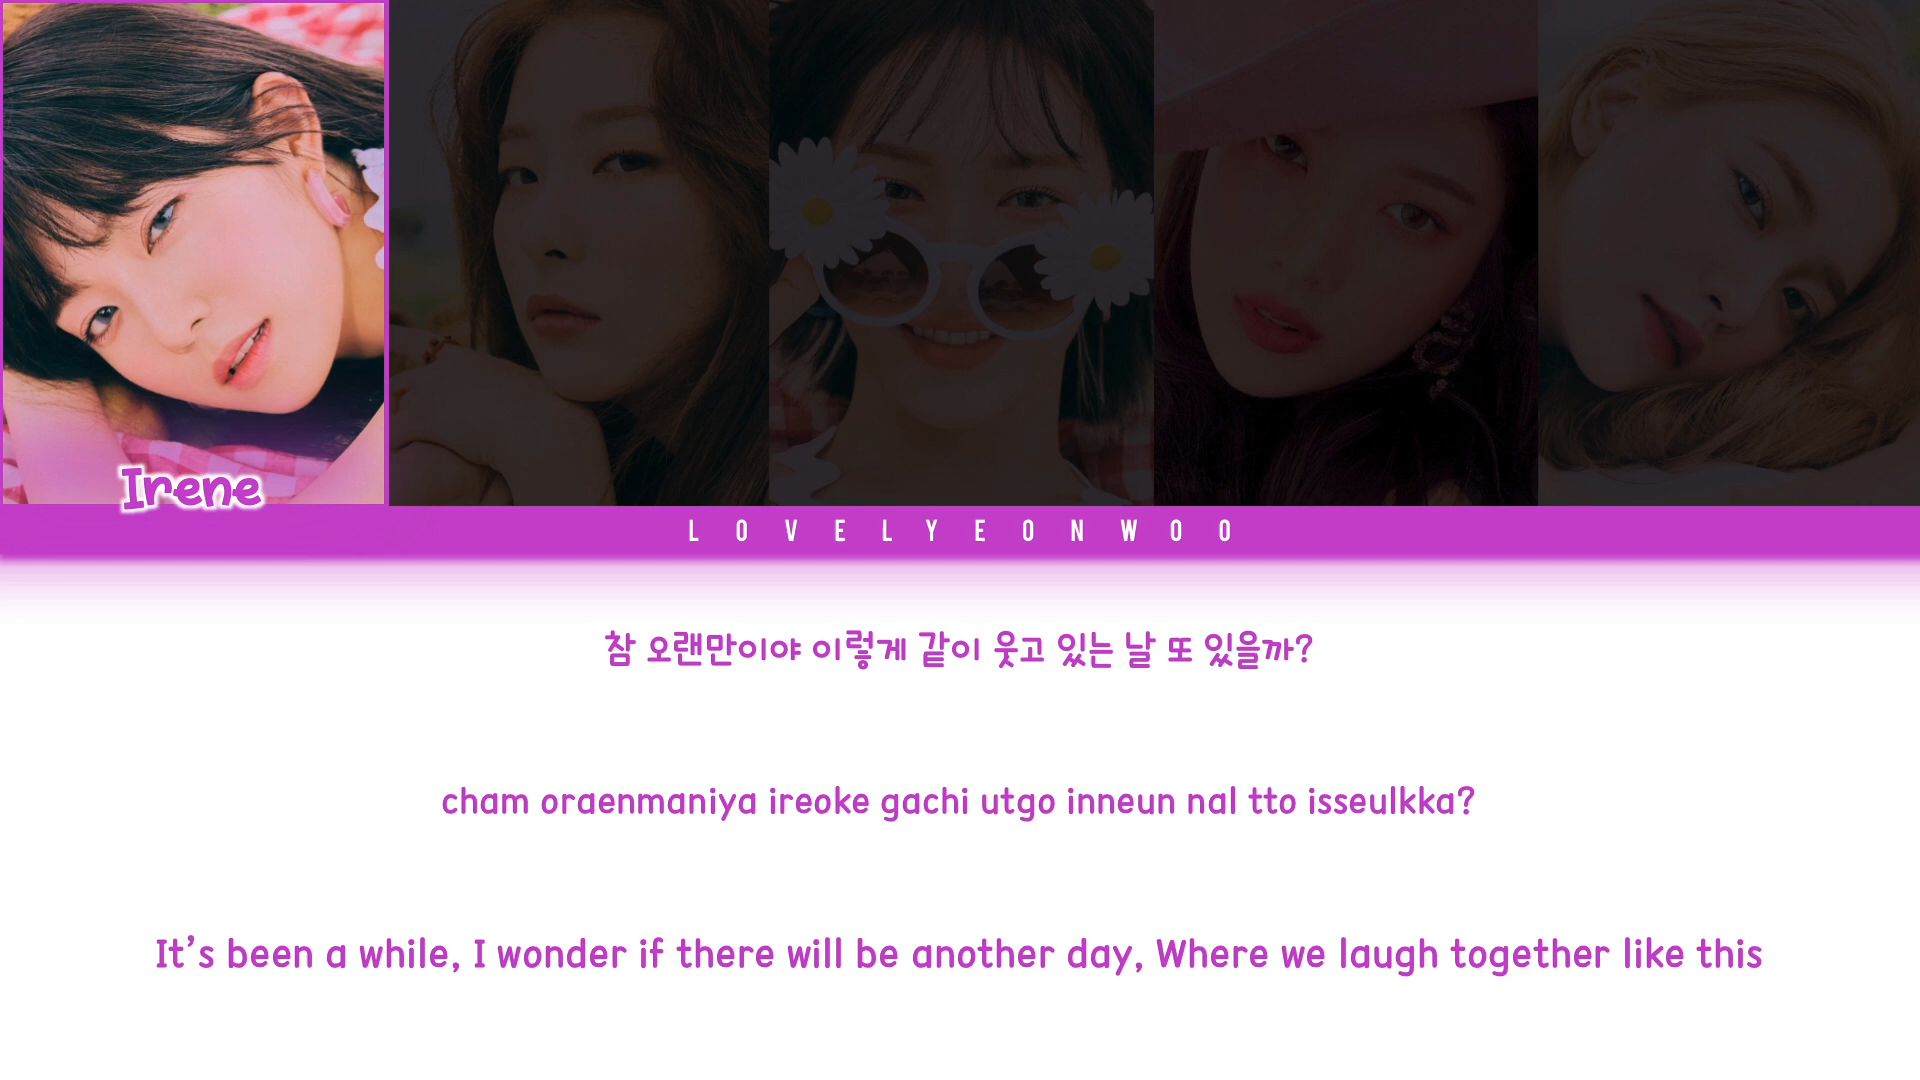 Irene
LOVELYEONWOO
참 오랜만이야 이렇게 같이 웃고 있는 날 또 있을까?
cham oraenmaniya ireoke gachi utgo inneun nal tto isseulkka?
It's been a while, I wonder if there will be another day, Where we laugh together like this